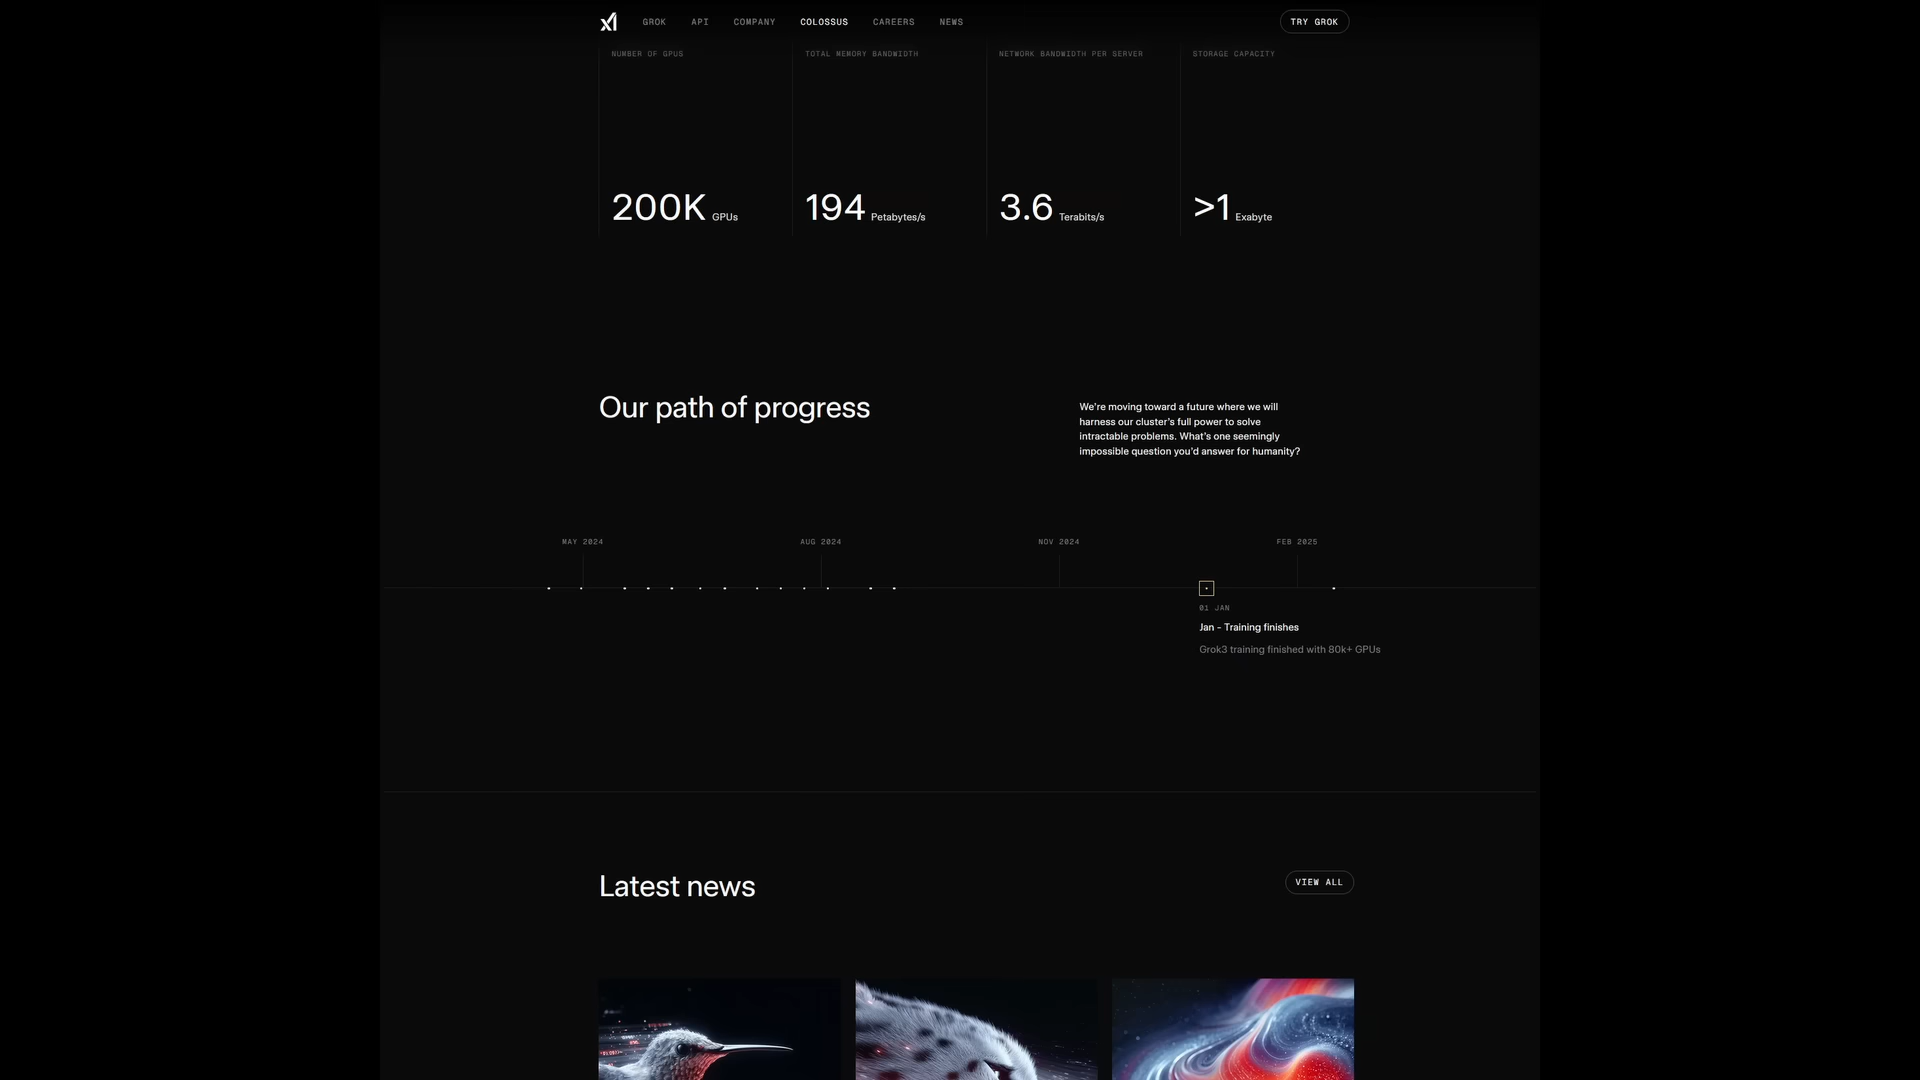 xI GROK API COMPANY COLOSSUS CAREERS NEWS TRY GROK
NUMBER OF GPUS TOTAL MEMORY BANDWIDTH NETWORK BANDWIDTH PER SERVER STORAGE CAPACITY
200K GPUs 194 Petabytes/s 3.6 Terabits/s >1 Exabyte
Our path of progress
We're moving toward a future where we will
harness our cluster's full power to solve
intractable problems. What's one seemingly
impossible question you'd answer for humanity?
MAY 2024 AUG 2024 NOV 2024 FEB 2025
01 JAN
Jan - Training finishes
Grok3 training finished with 80k+ GPUs
Latest news
VIEW ALL